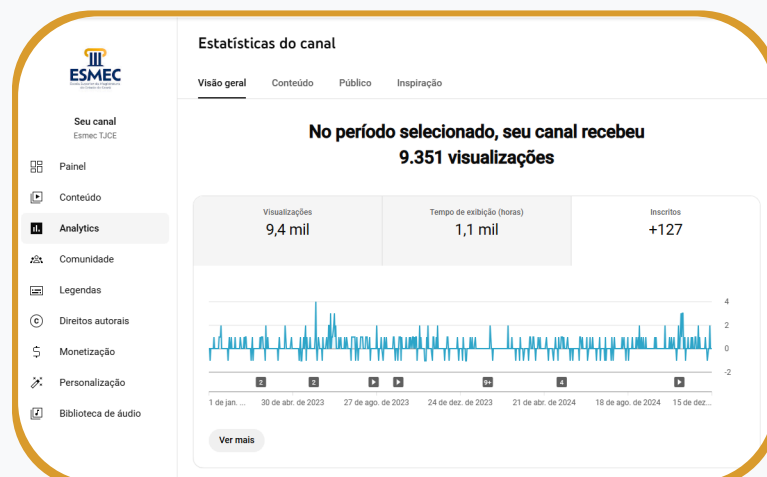 Estatísticas do canal
ESMEC
Visão geral Conteúdo Público Inspiração
Seu canal
Esmec TJCE
No período selecionado, seu canal recebeu
9.351 visualizações
Painel
Conteúdo
Analytics
Comunidade
Legendas
Direitos autorais
Monetização
Personalização
Biblioteca de áudio
Visualizações
9,4 mil
Tempo de exibição (horas)
1,1 mil
Inscritos
+127
4
2
0
-2
2 2 9+ 4
1 de jan. ... 30 de abr. de 2023 27 de ago. de 2023 24 de dez. de 2023 21 de abr. de 2024 18 de ago. de 2024 15 de dez...
Ver mais